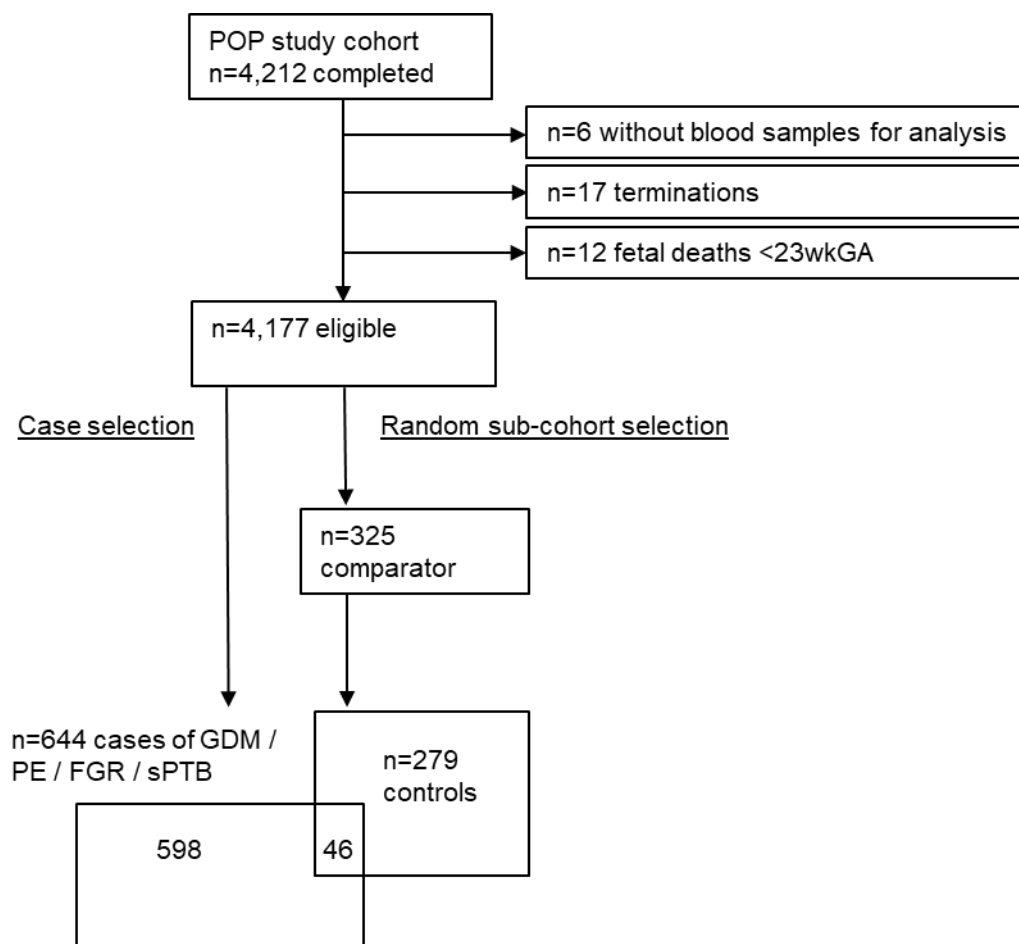 POP study cohort
n=4,212 completed
n=6 without blood samples for analysis
n=17 terminations
n=12 fetal deaths <23wkGA
n=4,177 eligible
Case selection
Random sub-cohort selection
n=325
comparator
n=644 cases of GDM /
PE / FGR / sPTB
n=279
controls
598
46